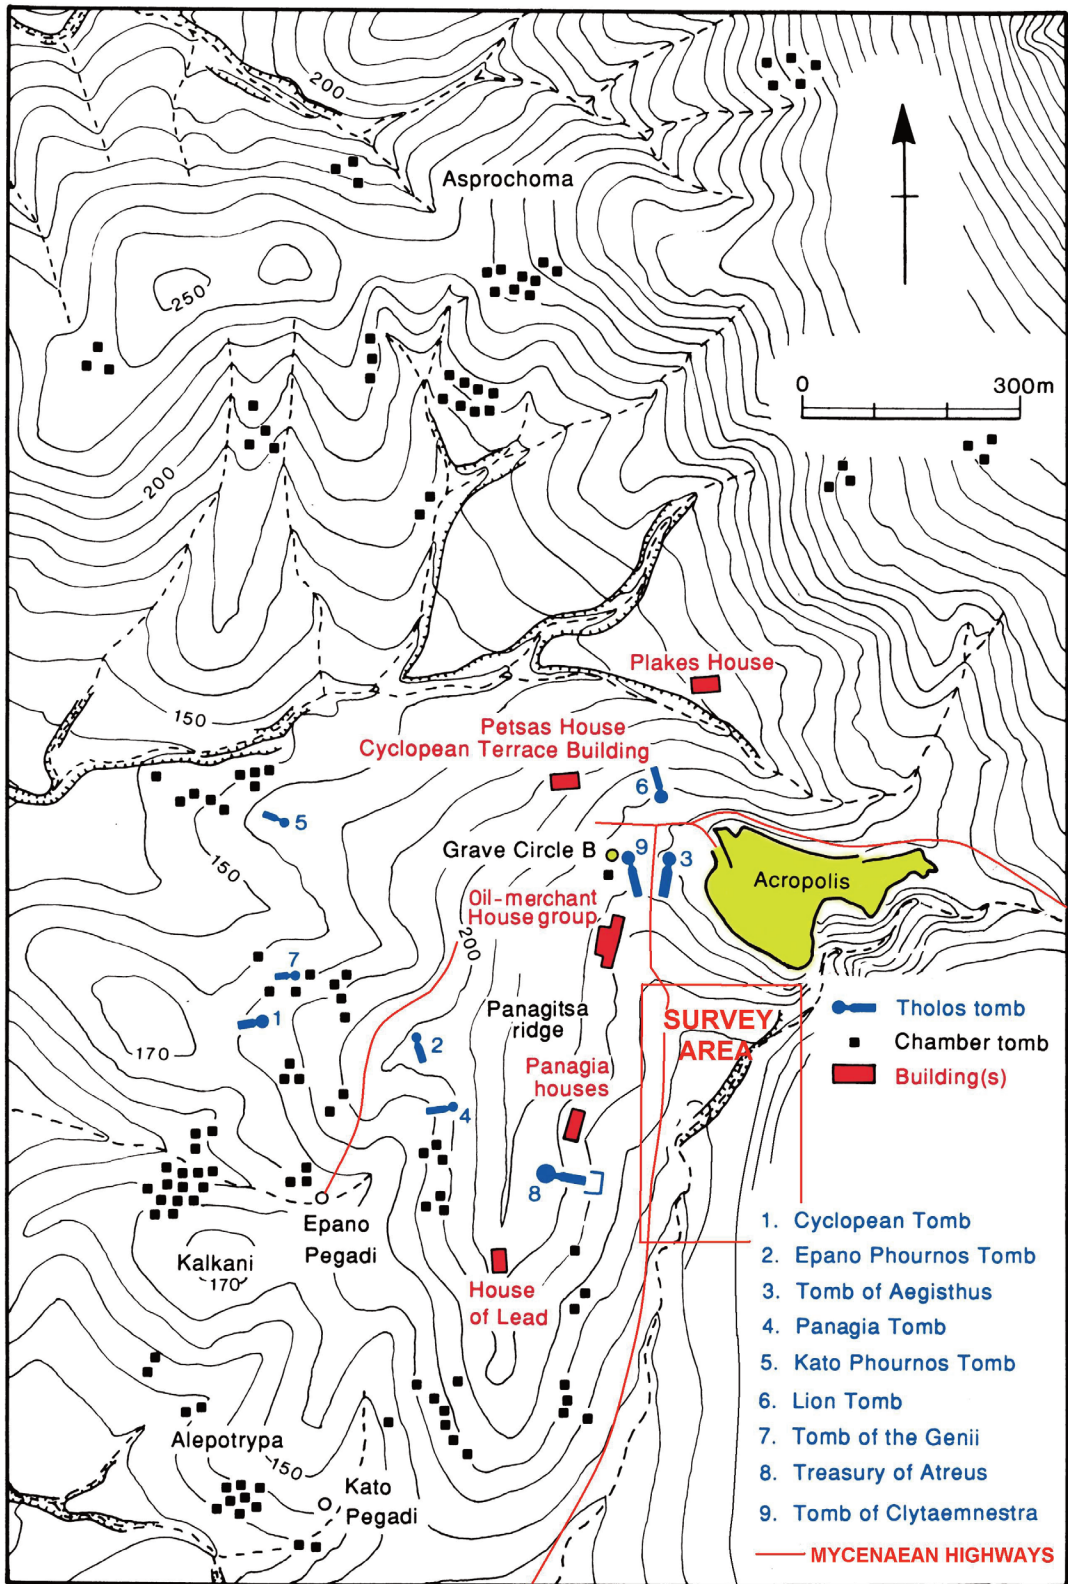 200
Asprochoma
250
0 300m
200
Plakes House
150
Petsas House
Cyclopean Terrace Building
6
5
Grave Circle B
9
3
150
Acropolis
Oil-merchant
House group
200
7
Panagitsa
ridge
SURVEY
AREA
Tholos tomb
1
170
2
Chamber tomb
Panagia
houses
Building(s)
4
8
Epano
Pegadi
Kalkani
170
House
of Lead
1. Cyclopean Tomb
2. Epano Phournos Tomb
3. Tomb of Aegisthus
4. Panagia Tomb
5. Kato Phournos Tomb
6. Lion Tomb
7. Tomb of the Genii
8. Treasury of Atreus
9. Tomb of Clytaemnestra
MYCENAEAN HIGHWAYS
Alepotrypa
150
Kato
Pegadi